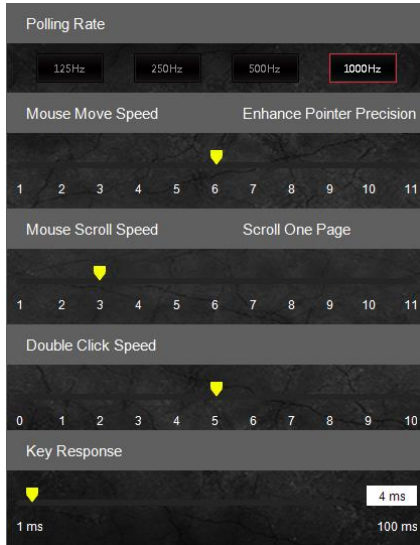 Polling Rate
125Hz 250Hz 500Hz 1000Hz
Mouse Move Speed Enhance Pointer Precision
1 2 3 4 5 6 7 8 9 10 11
Mouse Scroll Speed Scroll One Page
1 2 3 4 5 6 7 8 9 10 11
Double Click Speed
0 1 2 3 4 5 6 7 8 9 10
Key Response
4 ms
1 ms 100 ms